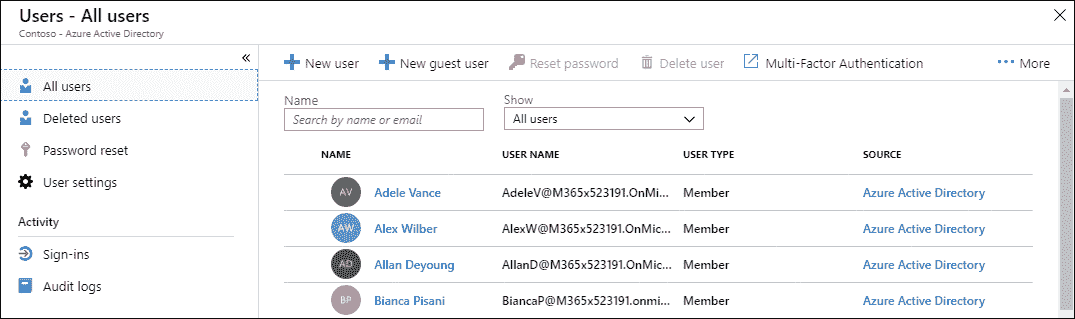 Users - All users
Contoso - Azure Active Directory
«
All users
Deleted users
Password reset
User settings
Activity
Sign-ins
Audit logs
New user New guest user Reset password Delete user Multi-Factor Authentication ••• More
Name Show
Search by name or email All users
NAME USER NAME USER TYPE SOURCE
AV Adele Vance AdeleV@M365x523191.OnMic... Member Azure Active Directory
AW Alex Wilber AlexW@M365x523191.OnMic... Member Azure Active Directory
AD Allan Deyoung AllanD@M365x523191.OnMic... Member Azure Active Directory
BP Bianca Pisani BiancaP@M365x523191.onmi... Member Azure Active Directory